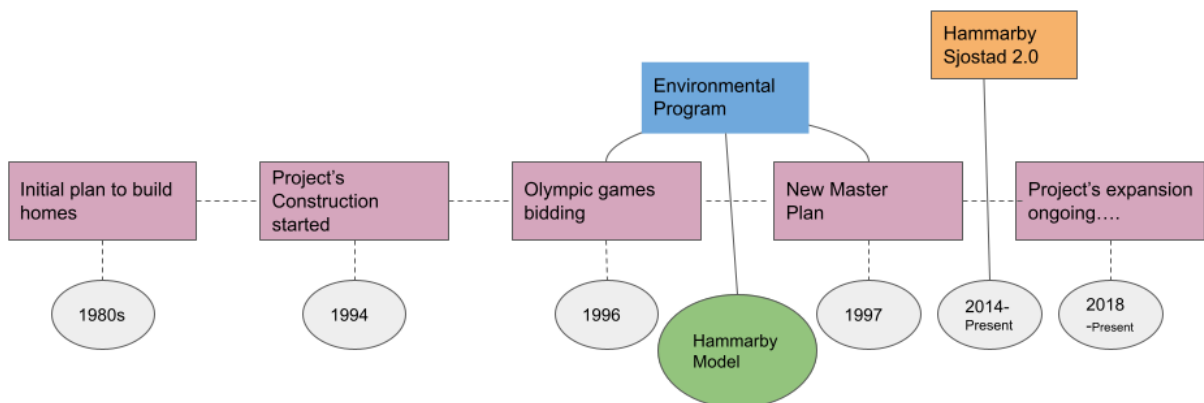 Hammarby
Sjostad 2.0
Environmental
Program
Initial plan to build
homes
Project's
Construction
started
Olympic games
bidding
New Master
Plan
Project's expansion
ongoing....
1980s
1994
1996
Hammarby
Model
1997
2014-
Present
2018
-Present